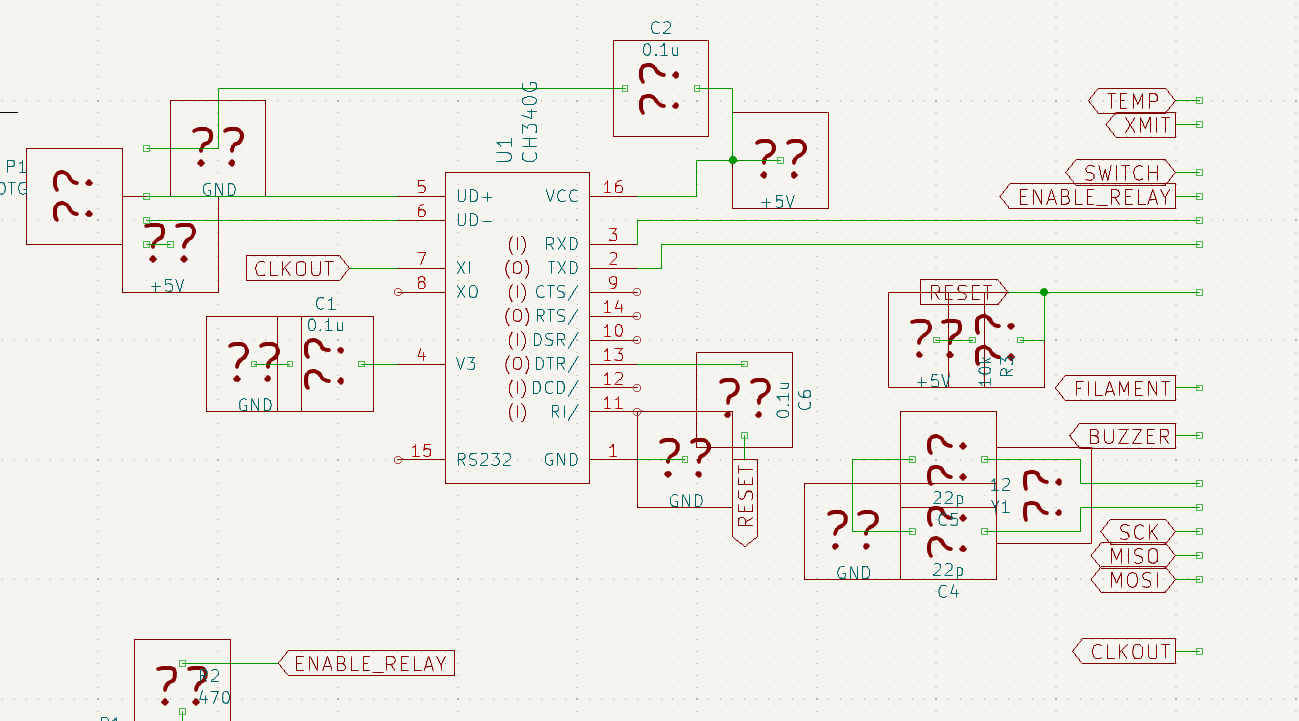 C2
0.1u
??
TEMP
XMIT
??
U1
CH340G
??
P1
OTG
??
GND
5
UD+
VCC
16
+5V
SWITCH
ENABLE_RELAY
6
UD-
??
3
(I) RXD
+5V
CLKOUT
7
XI
(O) TXD
2
8
XO
(I) CTS/
9
RESET
C1
0.1u
(O) RTS/
14
?? ??
(I) DSR/
10
?? ??
10k
R3
+5V
4
V3
(O) DTR/
13
GND
(I) DCD/
12
??
0.1u
C6
FILAMENT
(I) RI/
11
BUZZER
15
RS232
GND
1
??
GND
RESET
??
22p
C5
12
Y1
??
??
??
22p
C4
GND
SCK
MISO
MOSI
CLKOUT
ENABLE_RELAY
??
R2
470